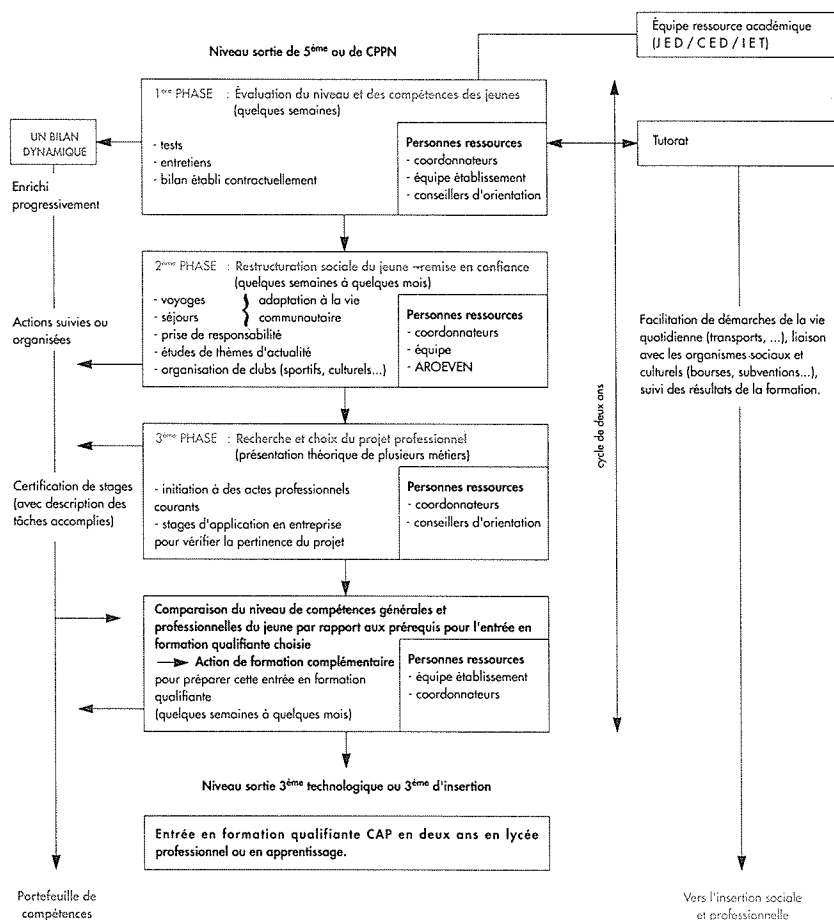 Équipe ressource académique
(JED/CED/IET)
Niveau sortie de 5ème ou de CPPN
1ère PHASE : Évaluation du niveau et des compétences des jeunes
(quelques semaines)
UN BILAN
DYNAMIQUE
- tests
- entretiens
- bilan établi contractuellement
Personnes ressources
- coordonnateurs
- équipe établissement
- conseillers d'orientation
Tutorat
Enrichi
progressivement
2ème PHASE : Restructuration sociale du jeune –remise en confiance
(quelques semaines à quelques mois)
- voyages
- séjours
} adaptation à la vie
communautaire
- prise de responsabilité
- études de thèmes d'actualité
- organisation de clubs (sportifs, culturels...)
Personnes ressources
- coordonnateurs
- équipe
- AROEVEN
Actions suivies ou
organisées
Facilitation de démarches de la vie
quotidienne (transports, ...), liaison
avec les organismes sociaux et
culturels (bourses, subventions...),
suivi des résultats de la formation.
cycle de deux ans
3ème PHASE : Recherche et choix du projet professionnel
(présentation théorique de plusieurs métiers)
- initiation à des actes professionnels
courants
- stages d'application en entreprise
pour vérifier la pertinence du projet
Personnes ressources
- coordonnateurs
- conseillers d'orientation
Certification de stages
(avec description des
tâches accomplies)
Comparaison du niveau de compétences générales et
professionnelles du jeune par rapport aux prérequis pour l'entrée en
formation qualifiante choisie
Action de formation complémentaire
pour préparer cette entrée en formation
qualifiante
(quelques semaines à quelques mois)
Personnes ressources
- équipe établissement
- coordonnateurs
Niveau sortie 3ème technologique ou 3ème d'insertion
Entrée en formation qualifiante CAP en deux ans en lycée
professionnel ou en apprentissage.
Portefeuille de
compétences
Vers l'insertion sociale
et professionnelle